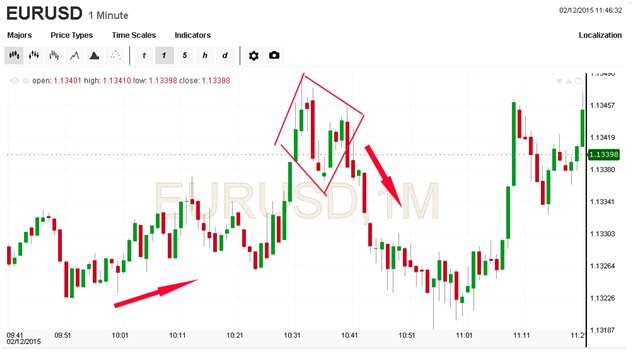 EURUSD 1 Minute
02/12/2015 11:46:32
Majors Price Types Time Scales Indicators Localization
t 1 5 h d
open: 1.13401 high: 1.13410 low: 1.13398 close: 1.13398
1.13496
1.13457
1.13419
1.13398
1.13380
1.13341
1.13303
1.13264
1.13226
1.13187
EURUSD,1M
09:41 09:51 10:01 10:11 10:21 10:31 10:41 10:51 11:01 11:11 11:21
02/12/2015